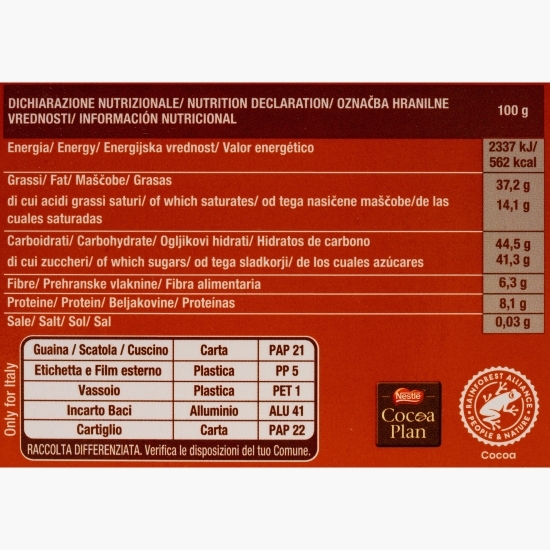 DICHIARAZIONE NUTRIZIONALE/ NUTRITION DECLARATION/ OZNAČBA HRANILNE
VREDNOSTI/ INFORMACIÓN NUTRICIONAL
100 g
Energia/ Energy/ Energijska vrednost/ Valor energético
2337 kJ/
562 kcal
Grassi/ Fat/ Maščobe/ Grasas
37,2 g
di cui acidi grassi saturi/ of which saturates/ od tega nasičene maščobe/de las
cuales saturadas
14,1 g
Carboidrati/ Carbohydrate/ Ogljikovi hidrati/ Hidratos de carbono
44,5 g
di cui zuccheri/ of which sugars/ od tega sladkorji/ de los cuales azúcares
41,3 g
Fibre/ Prehranske vlaknine/ Fibra alimentaria
6,3 g
Proteine/ Protein/ Beljakovine/ Proteínas
8,1 g
Sale/ Salt/ Sol/ Sal
0,03 g
Only for Italy
Guaina / Scatola / Cuscino Carta PAP 21
Etichetta e Film esterno Plastica PP 5
Vassoio Plastica PET 1
Incarto Baci Alluminio ALU 41
Cartiglio Carta PAP 22
RACCOLTA DIFFERENZIATA. Verifica le disposizioni del tuo Comune.
Nestlé
Cocoa
Plan
RAINFOREST ALLIANCE
PEOPLE & NATURE
Cocoa